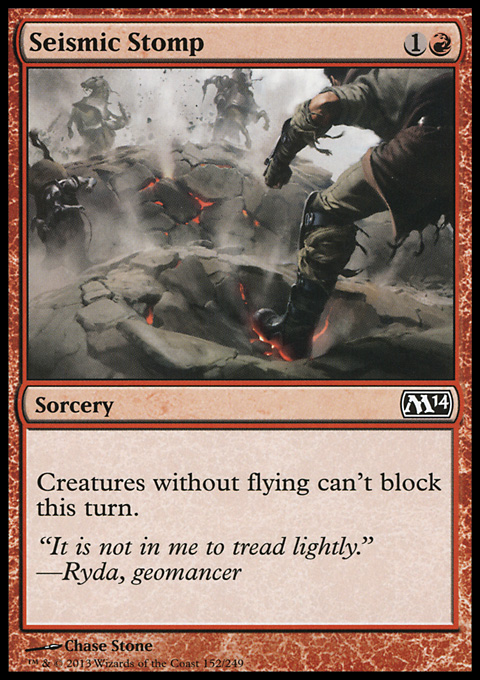 Seismic Stomp 1
Sorcery M14
Creatures without flying can't block
this turn.
"It is not in me to tread lightly."
—Ryda, geomancer
Chase Stone
™ & © 2013 Wizards of the Coast 152/249